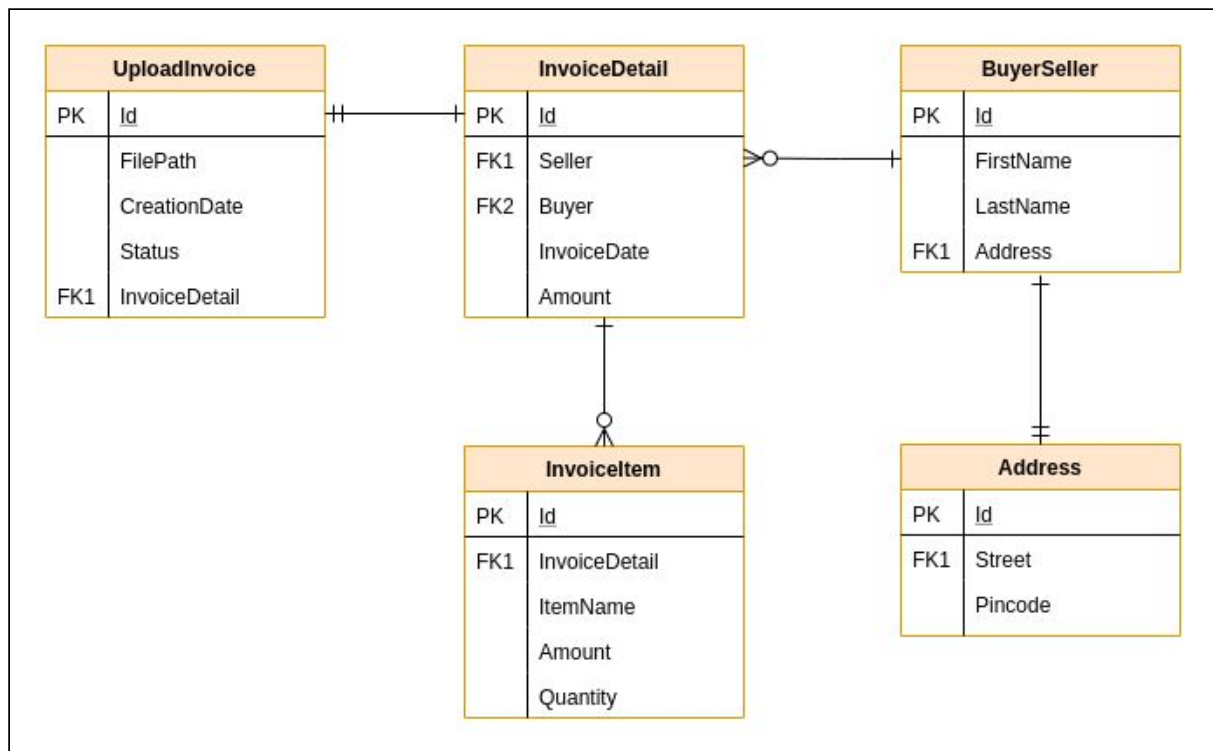 UploadInvoice
PK Id
FilePath
CreationDate
Status
FK1 InvoiceDetail
InvoiceDetail
PK Id
FK1 Seller
FK2 Buyer
InvoiceDate
Amount
BuyerSeller
PK Id
FirstName
LastName
FK1 Address
InvoiceItem
PK Id
FK1 InvoiceDetail
ItemName
Amount
Quantity
Address
PK Id
FK1 Street
Pincode